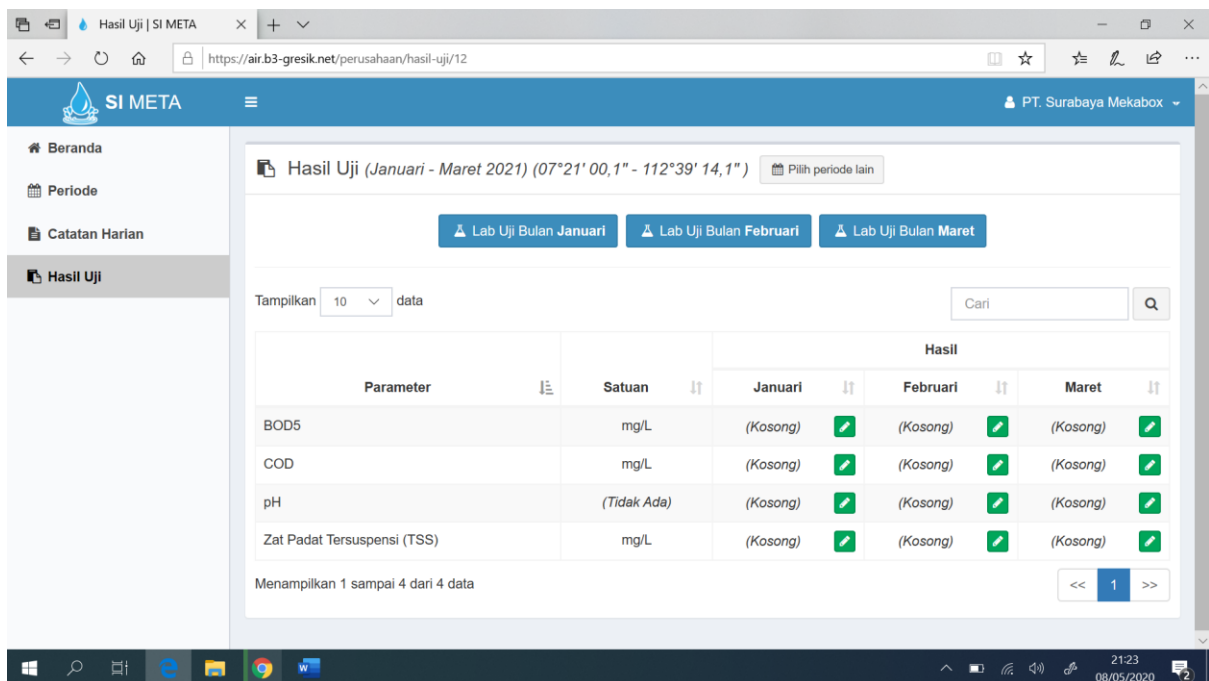 Hasil Uji | SI META
https://air.b3-gresik.net/perusahaan/hasil-uji/12
SI META
PT. Surabaya Mekabox
Beranda
Periode
Catatan Harian
Hasil Uji
Hasil Uji (Januari - Maret 2021) (07°21' 00,1" - 112°39' 14,1" )
Pilih periode lain
Lab Uji Bulan Januari
Lab Uji Bulan Februari
Lab Uji Bulan Maret
Tampilkan 10 data
Cari
Hasil
Parameter Satuan Januari Februari Maret
BOD5 mg/L (Kosong) (Kosong) (Kosong)
COD mg/L (Kosong) (Kosong) (Kosong)
pH (Tidak Ada) (Kosong) (Kosong) (Kosong)
Zat Padat Tersuspensi (TSS) mg/L (Kosong) (Kosong) (Kosong)
Menampilkan 1 sampai 4 dari 4 data
<< 1 >>
21:23
08/05/2020
2